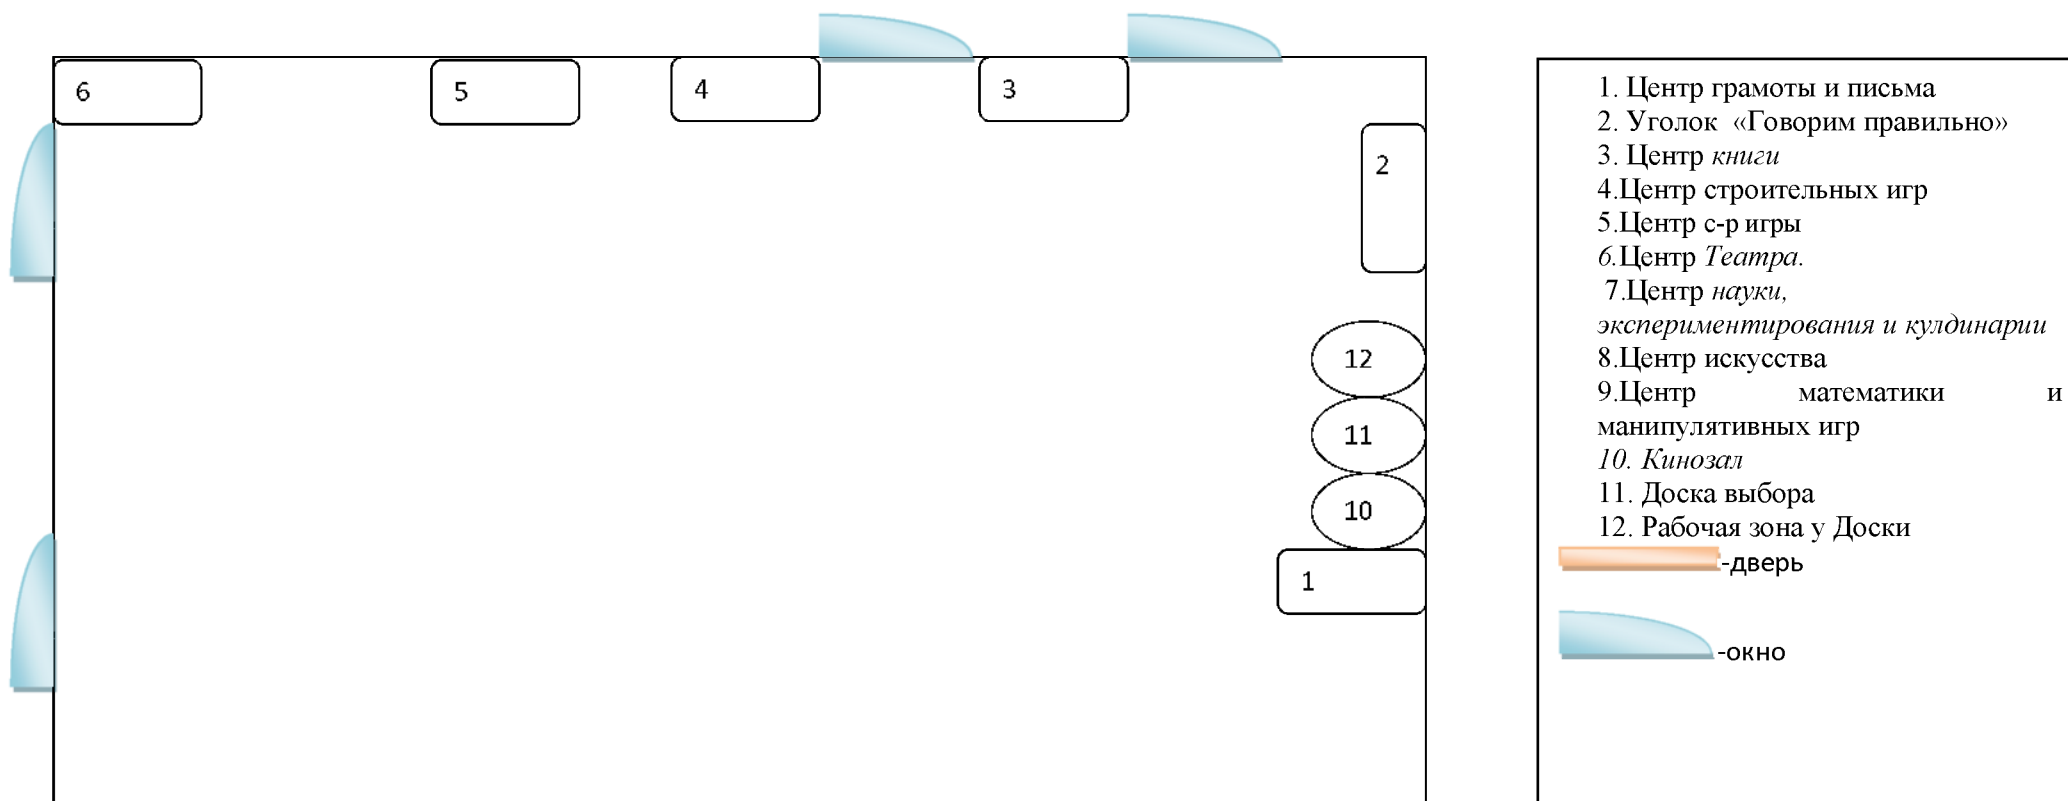 6
5
4
3
2
12
11
10
1
1. Центр грамоты и письма
2. Уголок «Говорим правильно»
3. Центр книги
4.Центр строительных игр
5.Центр с-р игры
6.Центр Театра.
7.Центр науки,
экспериментирования и кулдинарии
8.Центр искусства
9.Центр математики и
манипулятивных игр
10. Кинозал
11. Доска выбора
12. Рабочая зона у Доски
-дверь
-окно